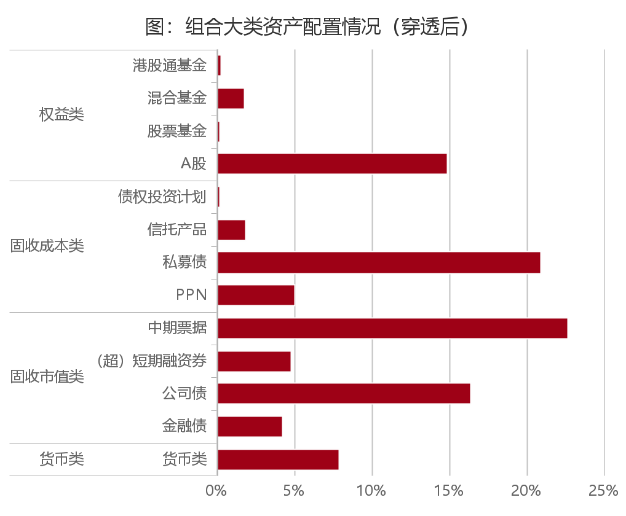 图：组合大类资产配置情况（穿透后）
权益类
港股通基金
混合基金
股票基金
A股
固收成本类
债权投资计划
信托产品
私募债
PPN
固收市值类
中期票据
（超）短期融资券
公司债
金融债
货币类
货币类
0% 5% 10% 15% 20% 25%